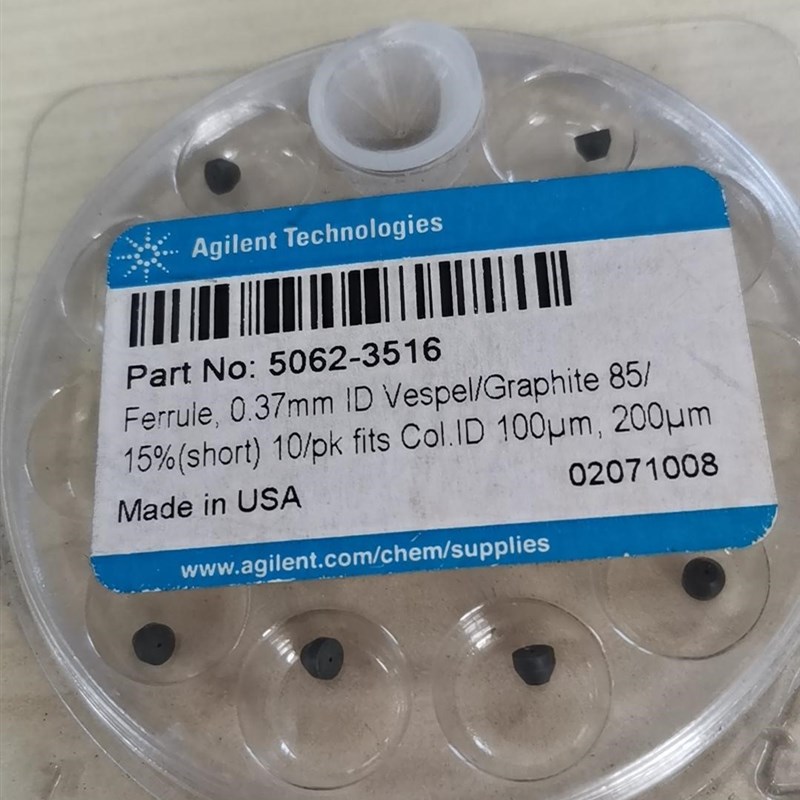 Agilent Technologies
Part No: 5062-3516
Ferrule, 0.37mm ID Vespel/Graphite 85/
15%(short) 10/pk fits Col.ID 100µm, 200µm
Made in USA 02071008
www.agilent.com/chem/supplies